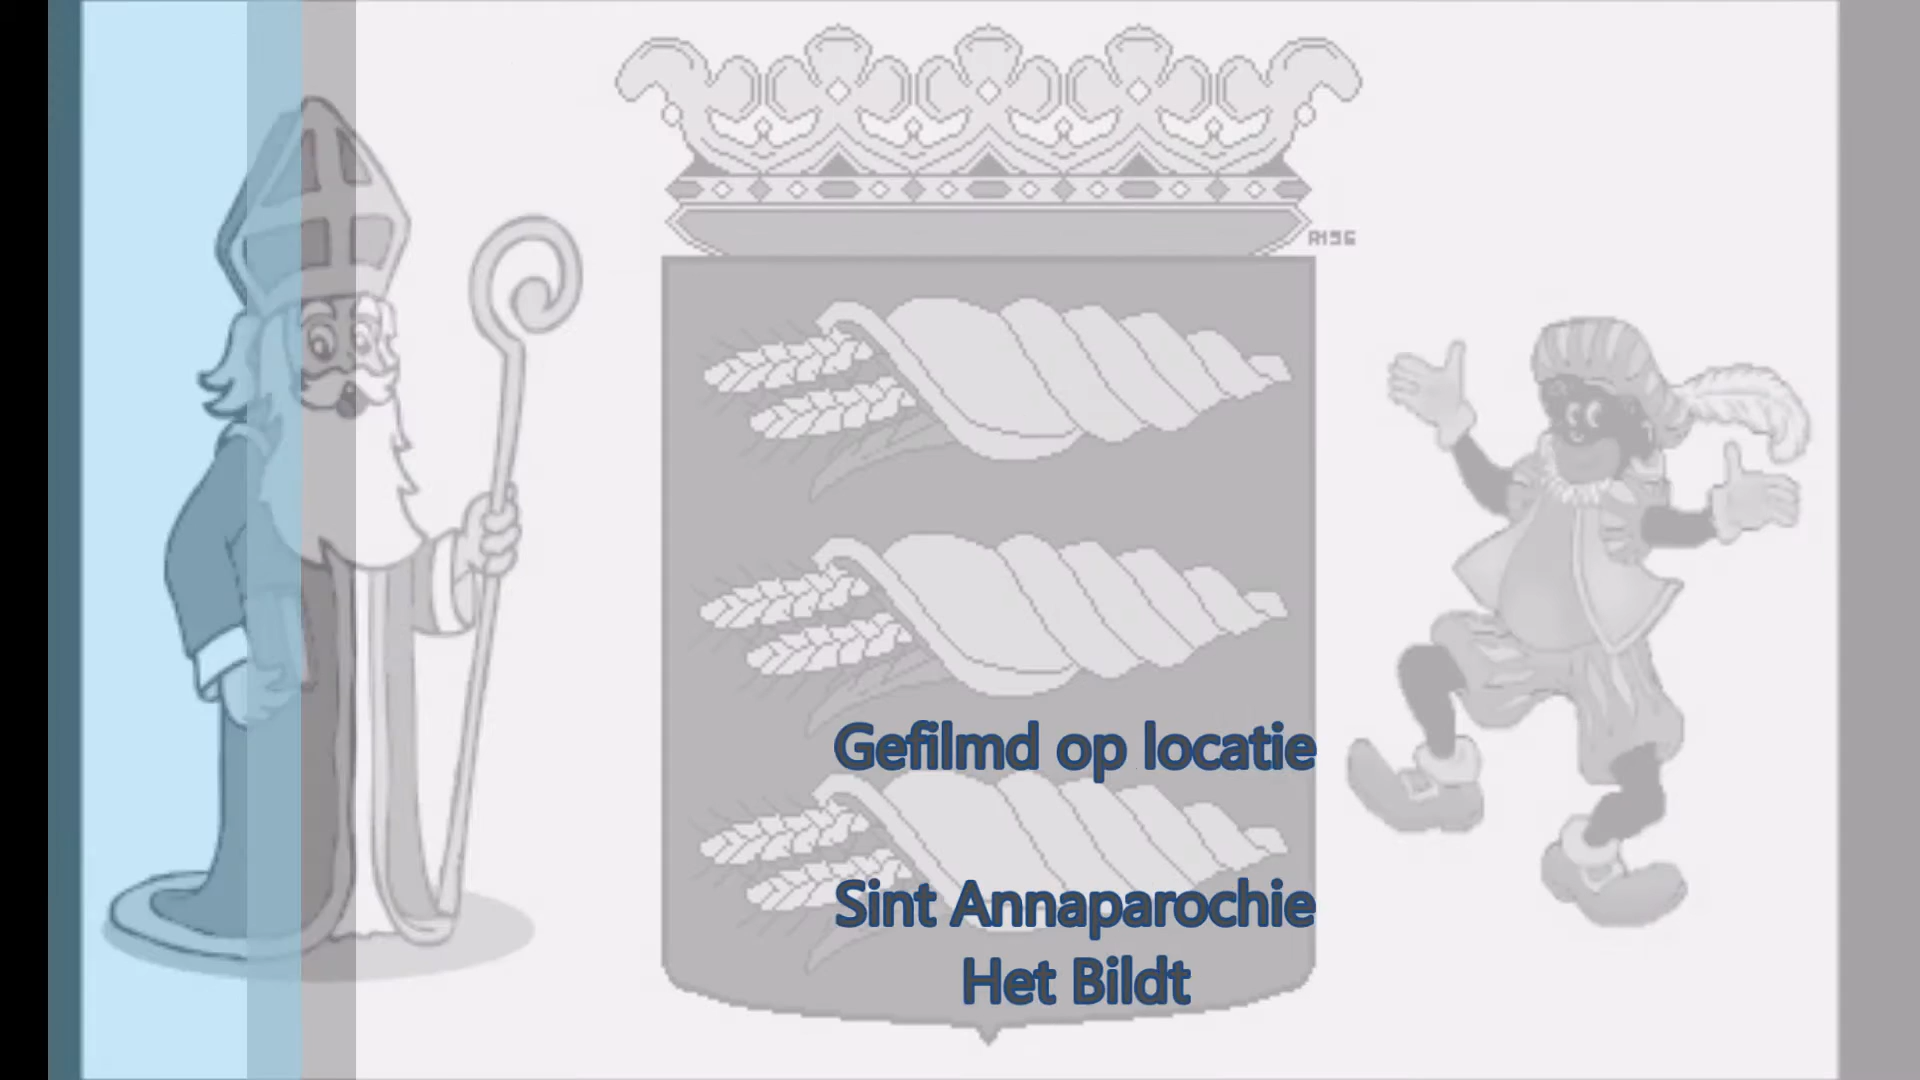 Gefilmd op locatie
Sint Annaparochie
Het Bildt